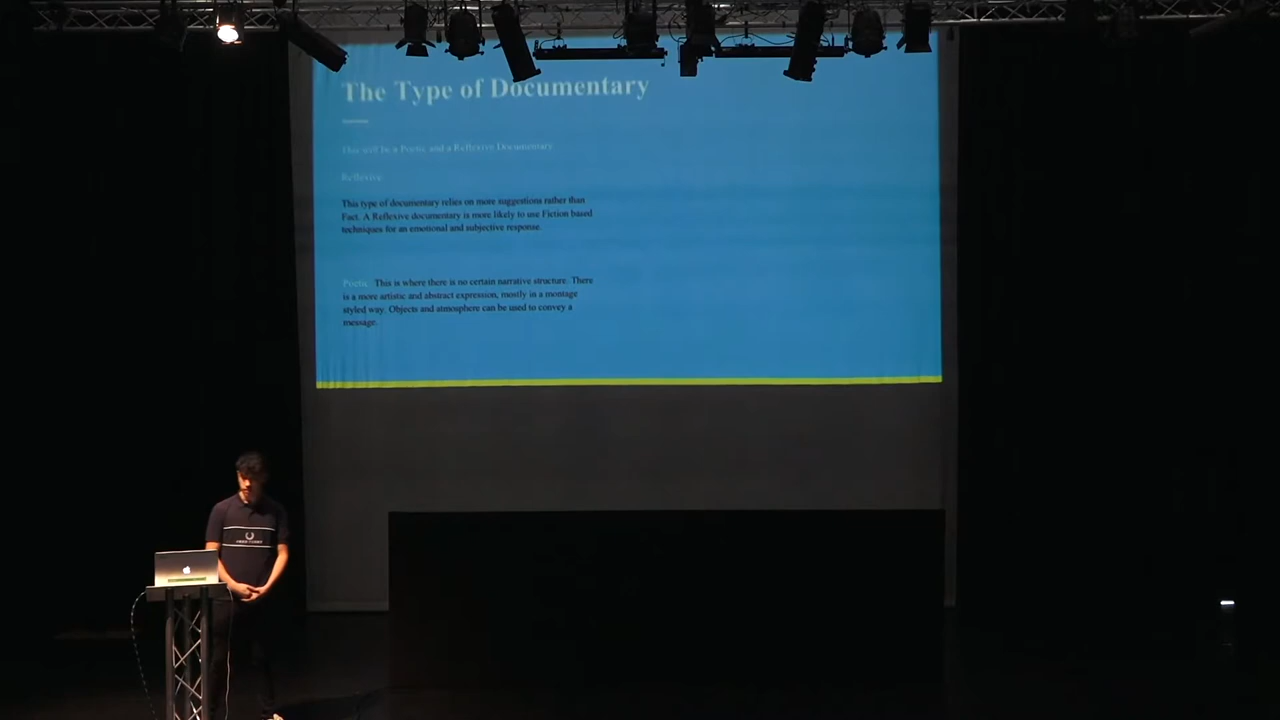 The Type of Documentary
This will be a Poetic and a Reflexive Documentary
Reflexive
This type of documentary relies on more suggestions rather than
Fact. A Reflexive documentary is more likely to use Fiction based
techniques for an emotional and subjective response.
Poetic This is where there is no certain narrative structure. There
is a more artistic and abstract expression, mostly in a montage
styled way. Objects and atmosphere can be used to convey a
message.
FRED PERRY